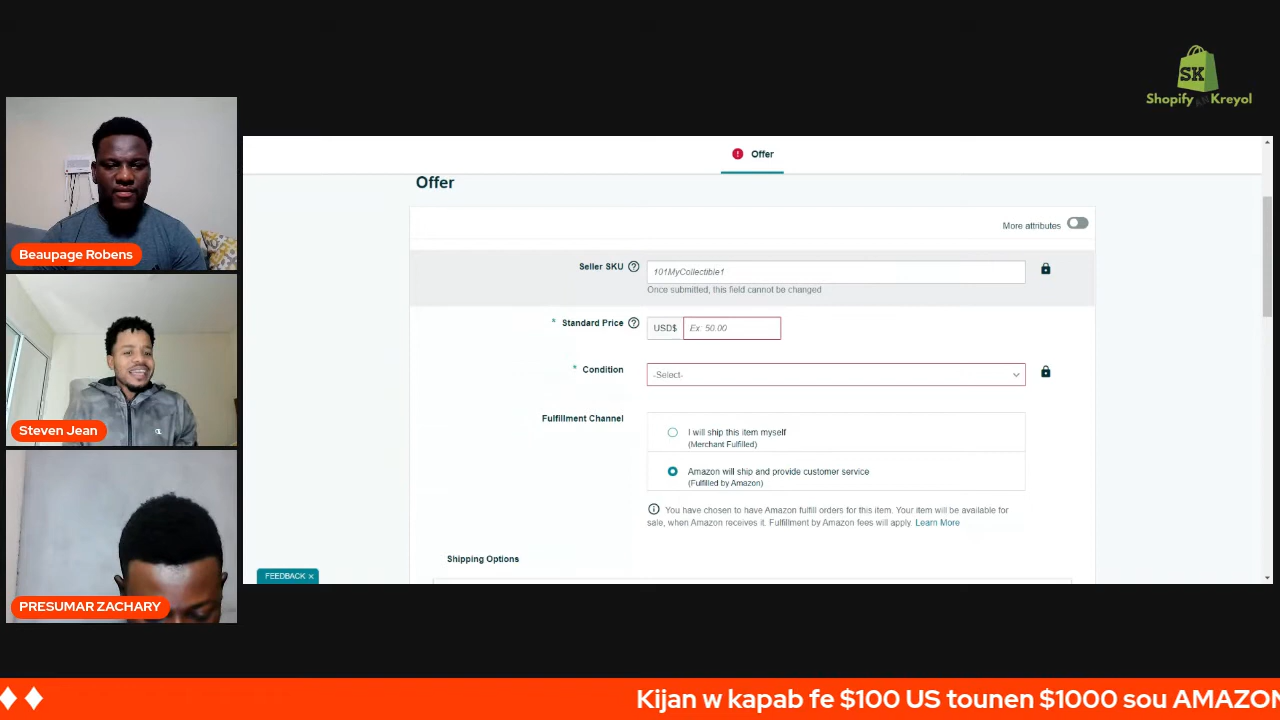 SK
Shopify AN Kreyol
Beaupage Robens
Steven Jean
PRESUMAR ZACHARY
Offer
Offer
More attributes
Seller SKU
101MyCollectible1
Once submitted, this field cannot be changed
* Standard Price
USD$
Ex: 50.00
* Condition
-Select-
Fulfillment Channel
I will ship this item myself
(Merchant Fulfilled)
Amazon will ship and provide customer service
(Fulfilled by Amazon)
You have chosen to have Amazon fulfill orders for this item. Your item will be available for
sale, when Amazon receives it. Fulfillment by Amazon fees will apply. Learn More
Shipping Options
FEEDBACK ×
Kijan w kapab fe $100 US tounen $1000 sou AMAZON